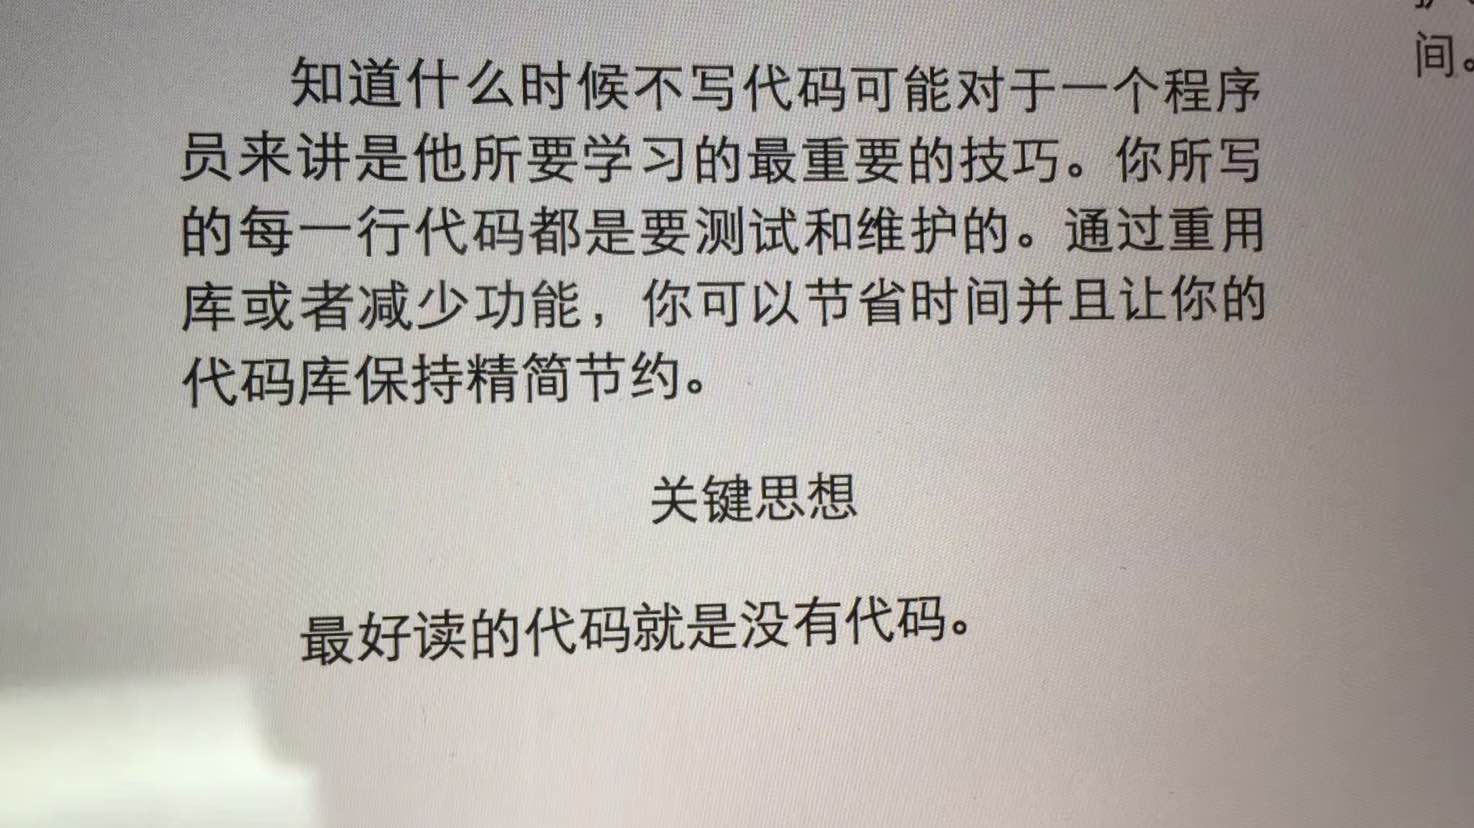 知道什么时候不写代码可能对于一个程序
员来讲是他所要学习的最重要的技巧。你所写
的每一行代码都是要测试和维护的。通过重用
库或者减少功能，你可以节省时间并且让你的
代码库保持精简节约。
关键思想
最好读的代码就是没有代码。
间。